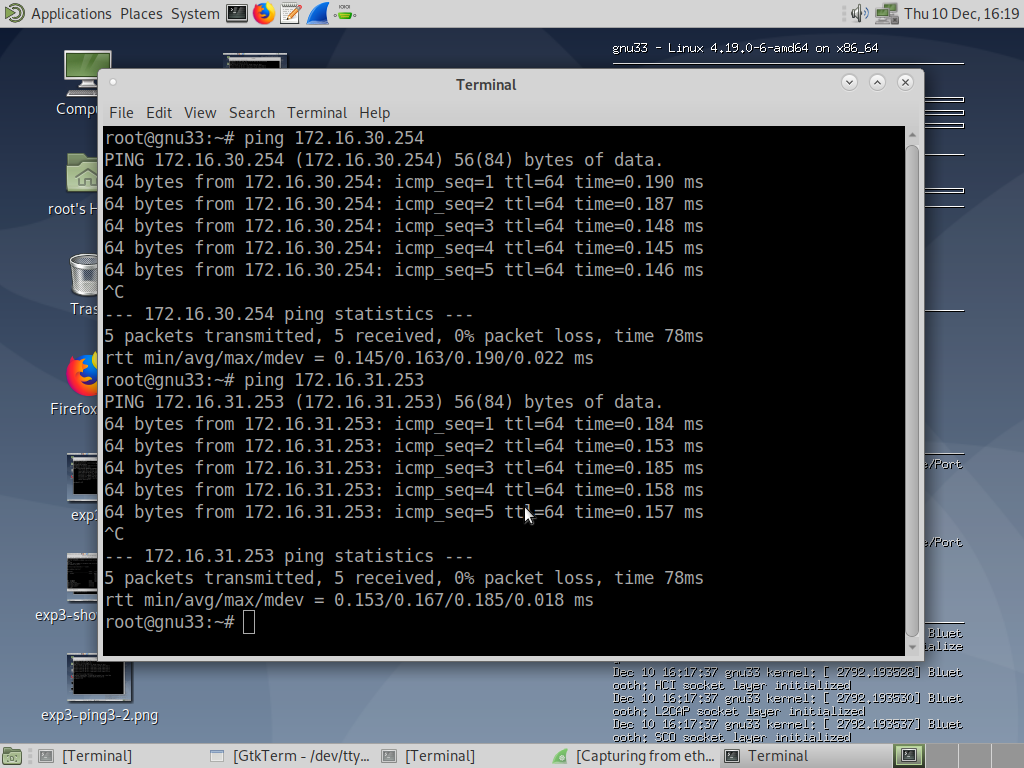 Applications Places System Thu 10 Dec, 16:19
gnu33 - Linux 4.19.0-6-amd64 on x86_64
Terminal
File Edit View Search Terminal Help
root@gnu33:~# ping 172.16.30.254
PING 172.16.30.254 (172.16.30.254) 56(84) bytes of data.
64 bytes from 172.16.30.254: icmp_seq=1 ttl=64 time=0.190 ms
64 bytes from 172.16.30.254: icmp_seq=2 ttl=64 time=0.187 ms
64 bytes from 172.16.30.254: icmp_seq=3 ttl=64 time=0.148 ms
64 bytes from 172.16.30.254: icmp_seq=4 ttl=64 time=0.145 ms
64 bytes from 172.16.30.254: icmp_seq=5 ttl=64 time=0.146 ms
^C
--- 172.16.30.254 ping statistics ---
5 packets transmitted, 5 received, 0% packet loss, time 78ms
rtt min/avg/max/mdev = 0.145/0.163/0.190/0.022 ms
root@gnu33:~# ping 172.16.31.253
PING 172.16.31.253 (172.16.31.253) 56(84) bytes of data.
64 bytes from 172.16.31.253: icmp_seq=1 ttl=64 time=0.184 ms
64 bytes from 172.16.31.253: icmp_seq=2 ttl=64 time=0.153 ms
64 bytes from 172.16.31.253: icmp_seq=3 ttl=64 time=0.185 ms
64 bytes from 172.16.31.253: icmp_seq=4 ttl=64 time=0.158 ms
64 bytes from 172.16.31.253: icmp_seq=5 ttl=64 time=0.157 ms
^C
--- 172.16.31.253 ping statistics ---
5 packets transmitted, 5 received, 0% packet loss, time 78ms
rtt min/avg/max/mdev = 0.153/0.167/0.185/0.018 ms
root@gnu33:~#
Compu
root's H
Tras
Firefox
exp
exp3-sho
exp3-ping3-2.png
e/Port
e/Port
Bluet
ialize
Dec 10 16:17:37 gnu33 kernel: [ 2792.193528] Bluet
ooth: HCI socket layer initialized
Dec 10 16:17:37 gnu33 kernel: [ 2792.193530] Bluet
ooth: L2CAP socket layer initialized
Dec 10 16:17:37 gnu33 kernel: [ 2792.193537] Bluet
ooth: SCO socket layer initialized
[Terminal] [GtkTerm - /dev/tty... [Terminal] [Capturing from eth... Terminal